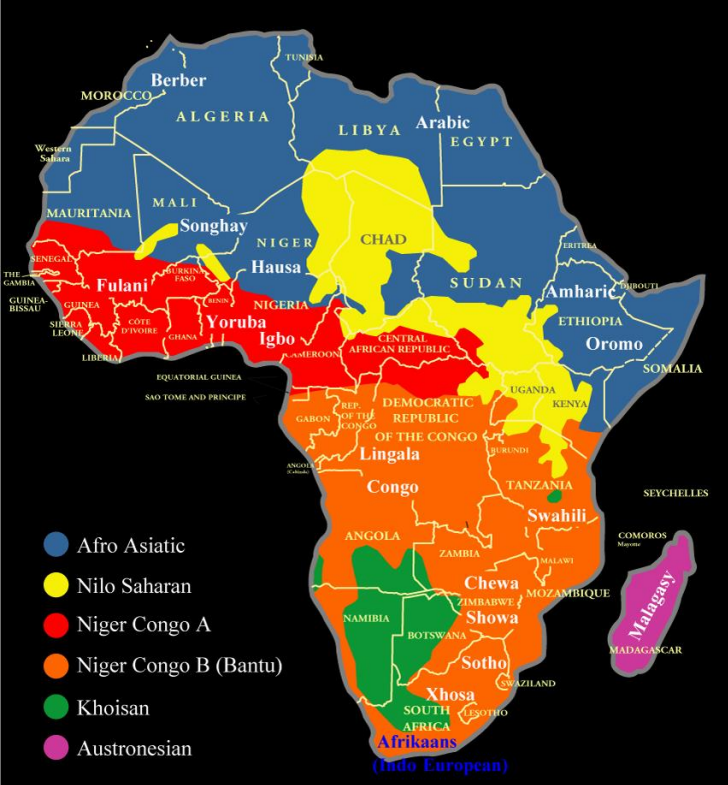 TUNISIA
Berber
MOROCCO
ALGERIA
LIBYA
Arabic
EGYPT
Western
Sahara
MAURITANIA
MALI
Songhay
NIGER
CHAD
Hausa
SUDAN
ERITREA
DJIBOUTI
Amharic
ETHIOPIA
Oromo
SOMALIA
SENEGAL
THE
GAMBIA
GUINEA-
BISSAU
Fulani
BURKINA
FASO
BENIN
NIGERIA
GUINEA
SIERRA
LEONE
CÔTE
D'IVOIRE
GHANA
LIBERIA
Yoruba
Igbo
CAMEROON
CENTRAL
AFRICAN REPUBLIC
EQUATORIAL GUINEA
SAO TOME AND PRINCIPE
UGANDA
KENYA
GABON
REP.
OF THE
CONGO
DEMOCRATIC
REPUBLIC
OF THE CONGO
BURUNDI
Lingala
ANGOLA
(Cabinda)
Congo
TANZANIA
SEYCHELLES
Swahili
COMOROS
Mayotte
ANGOLA
ZAMBIA
MALAWI
Chewa
ZIMBABWE
MOZAMBIQUE
Showa
NAMIBIA
BOTSWANA
Malagasy
MADAGASCAR
Sotho
SWAZILAND
Xhosa
SOUTH
AFRICA
LESOTHO
Afrikaans
(Indo European)
Afro Asiatic
Nilo Saharan
Niger Congo A
Niger Congo B (Bantu)
Khoisan
Austronesian